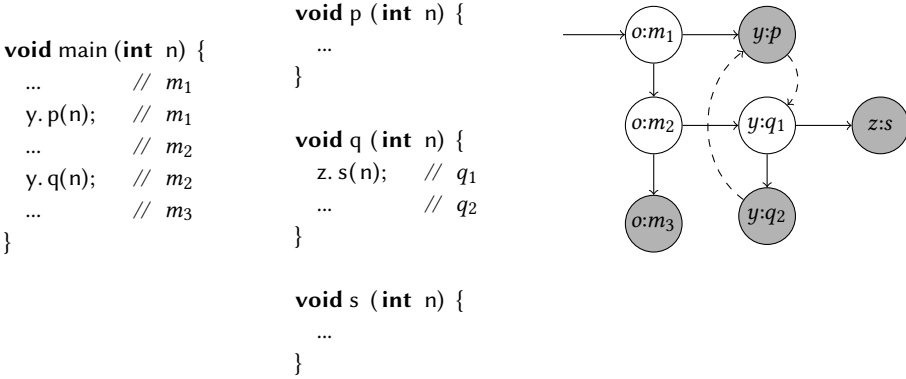 void main (int n) {
... // m1
y. p(n); // m1
... // m2
y. q(n); // m2
... // m3
}
void p (int n) {
...
}
void q (int n) {
z. s(n); // q1
... // q2
}
void s (int n) {
...
}
o:m1 y:p
o:m2 y:q1 z:s
o:m3 y:q2